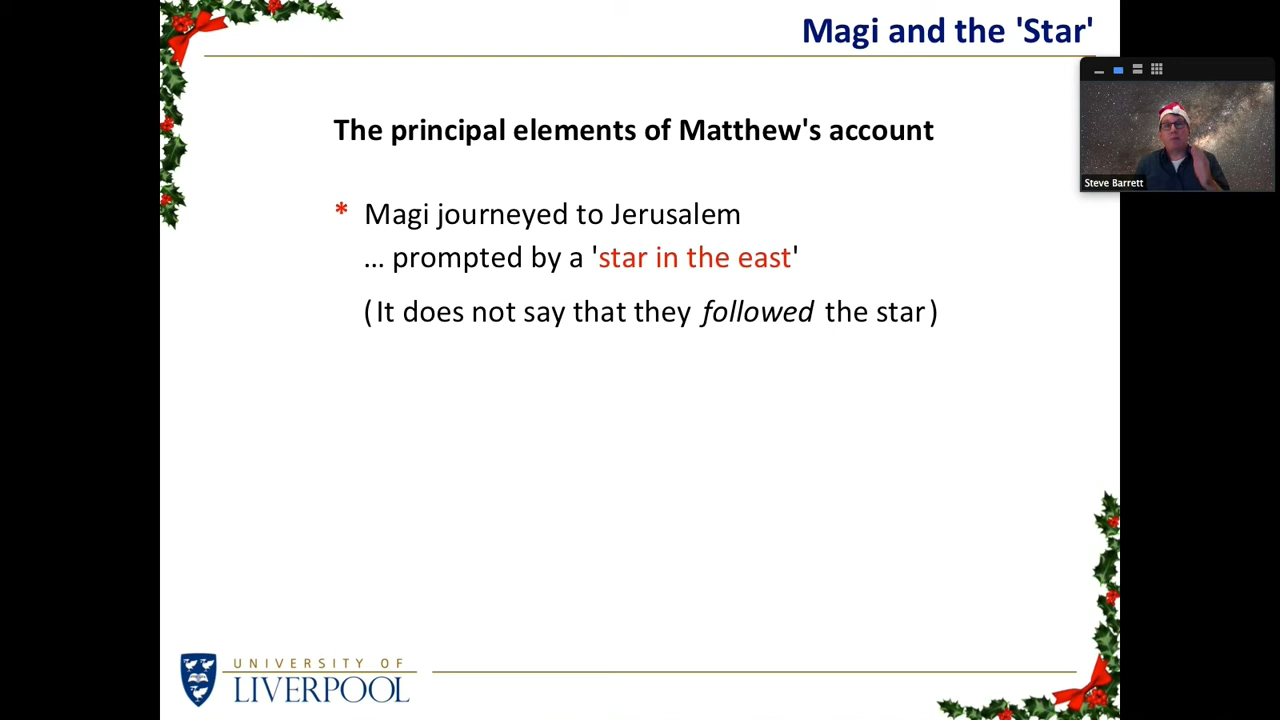 Magi and the 'Star'
The principal elements of Matthew's account
* Magi journeyed to Jerusalem
... prompted by a 'star in the east'
(It does not say that they followed the star)
Steve Barrett
UNIVERSITY OF
LIVERPOOL